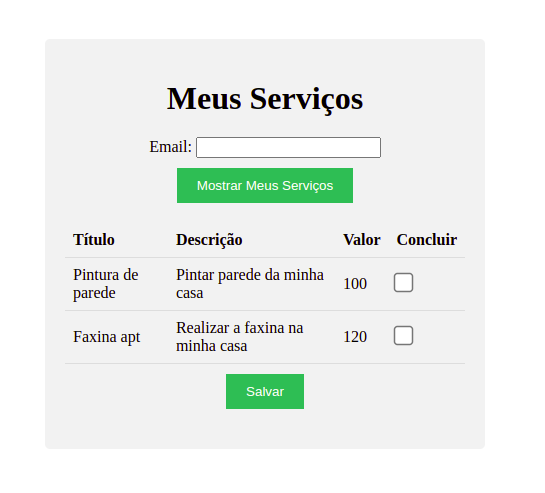 Meus Serviços
Email:
Mostrar Meus Serviços
Título Descrição Valor Concluir
Pintura de parede Pintar parede da minha casa 100
Faxina apt Realizar a faxina na minha casa 120
Salvar